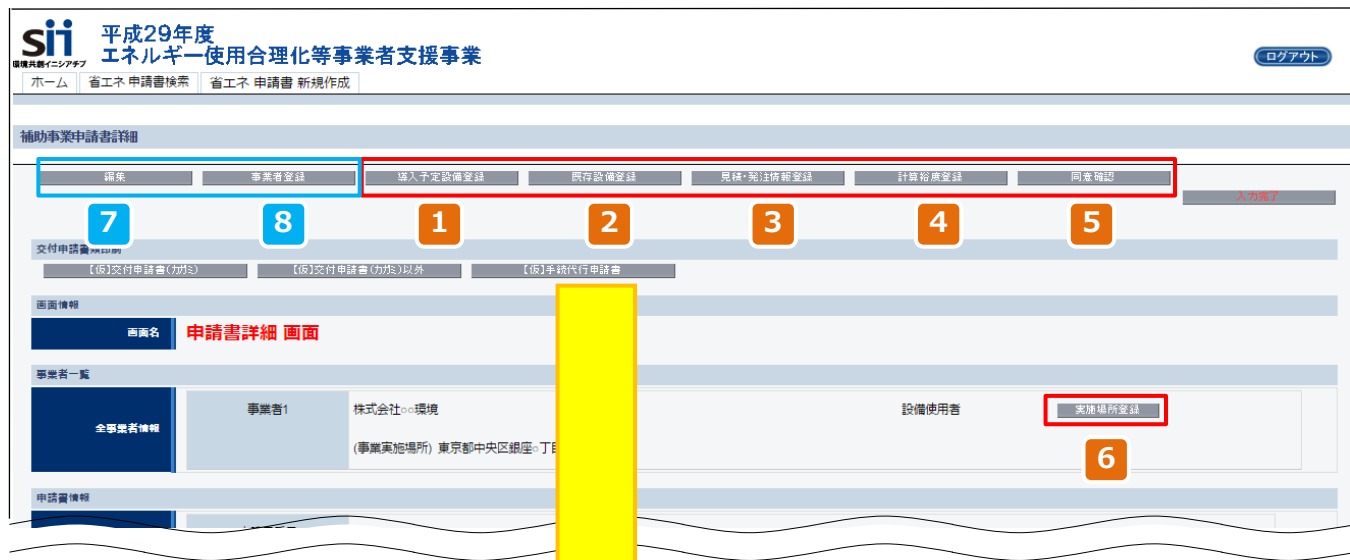 sii 平成29年度
環境共創イニシアチブ エネルギー使用合理化等事業者支援事業
ログアウト
ホーム 省エネ 申請書検索 省エネ 申請書 新規作成
補助事業申請書詳細
編集 事業者登録 導入予定設備登録 既存設備登録 見積・発注情報登録 計算裕度登録 同意確認
入力完了
7 8 1 2 3 4 5
交付申請書類印刷
【仮】交付申請書(カガミ) 【仮】交付申請書(カガミ)以外 【仮】手続代行申請書
画面情報
画面名 申請書詳細 画面
事業者一覧
全事業者情報 事業者1 株式会社○○環境 設備使用者 実施場所登録
(事業実施場所) 東京都中央区銀座○丁目
6
申請書情報